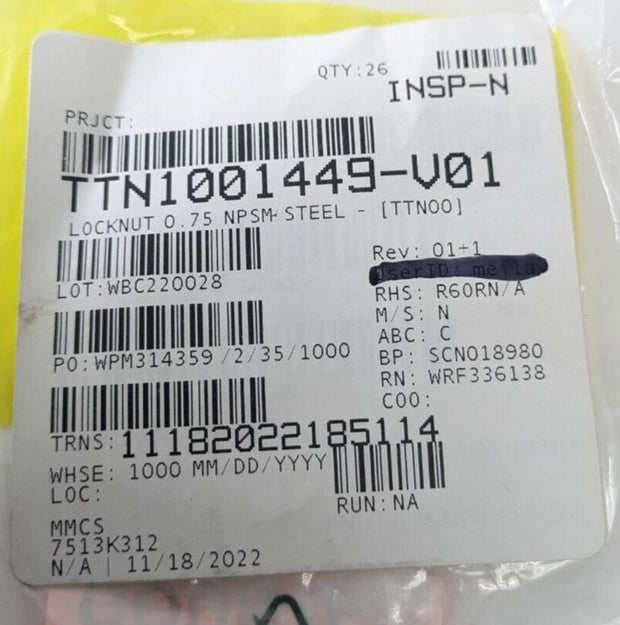 QTY:26
INSP-N
PRJCT:
TTN1001449-V01
LOCKNUT 0.75 NPSM STEEL - [TTN00]
Rev: 01+1
LOT:WBC220028
RHS: R60RN/A
M/S: N
ABC: C
PO:WPM314359 /2/35/1000
BP: SCN018980
RN: WRF336138
COO:
TRNS:11182022185114
WHSE: 1000 MM/DD/YYYY
LOC:
RUN:NA
MMCS
7513K312
N/A | 11/18/2022